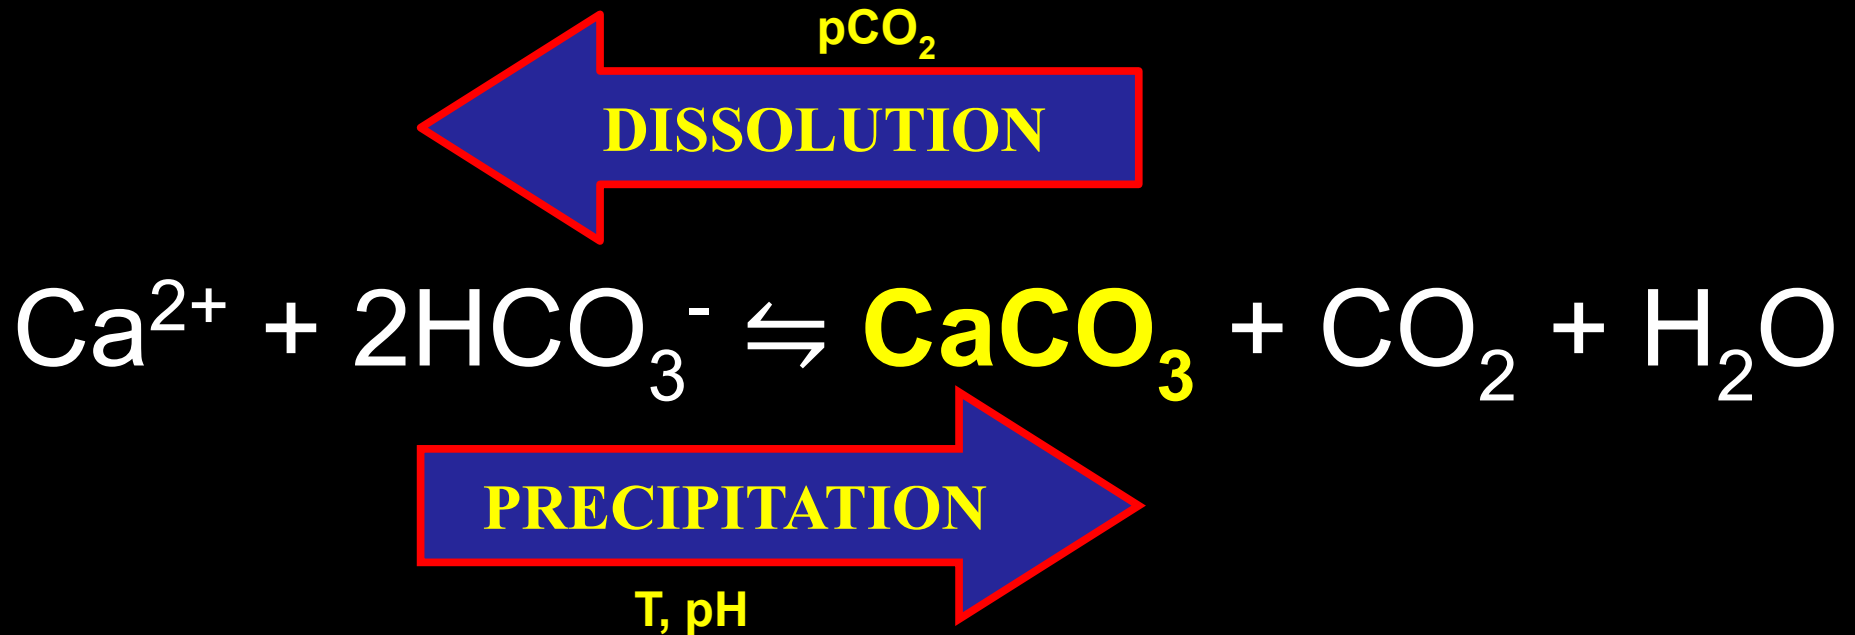 pCO₂
DISSOLUTION
Ca²⁺ + 2HCO₃⁻ ⇋ CaCO₃ + CO₂ + H₂O
PRECIPITATION
T, pH